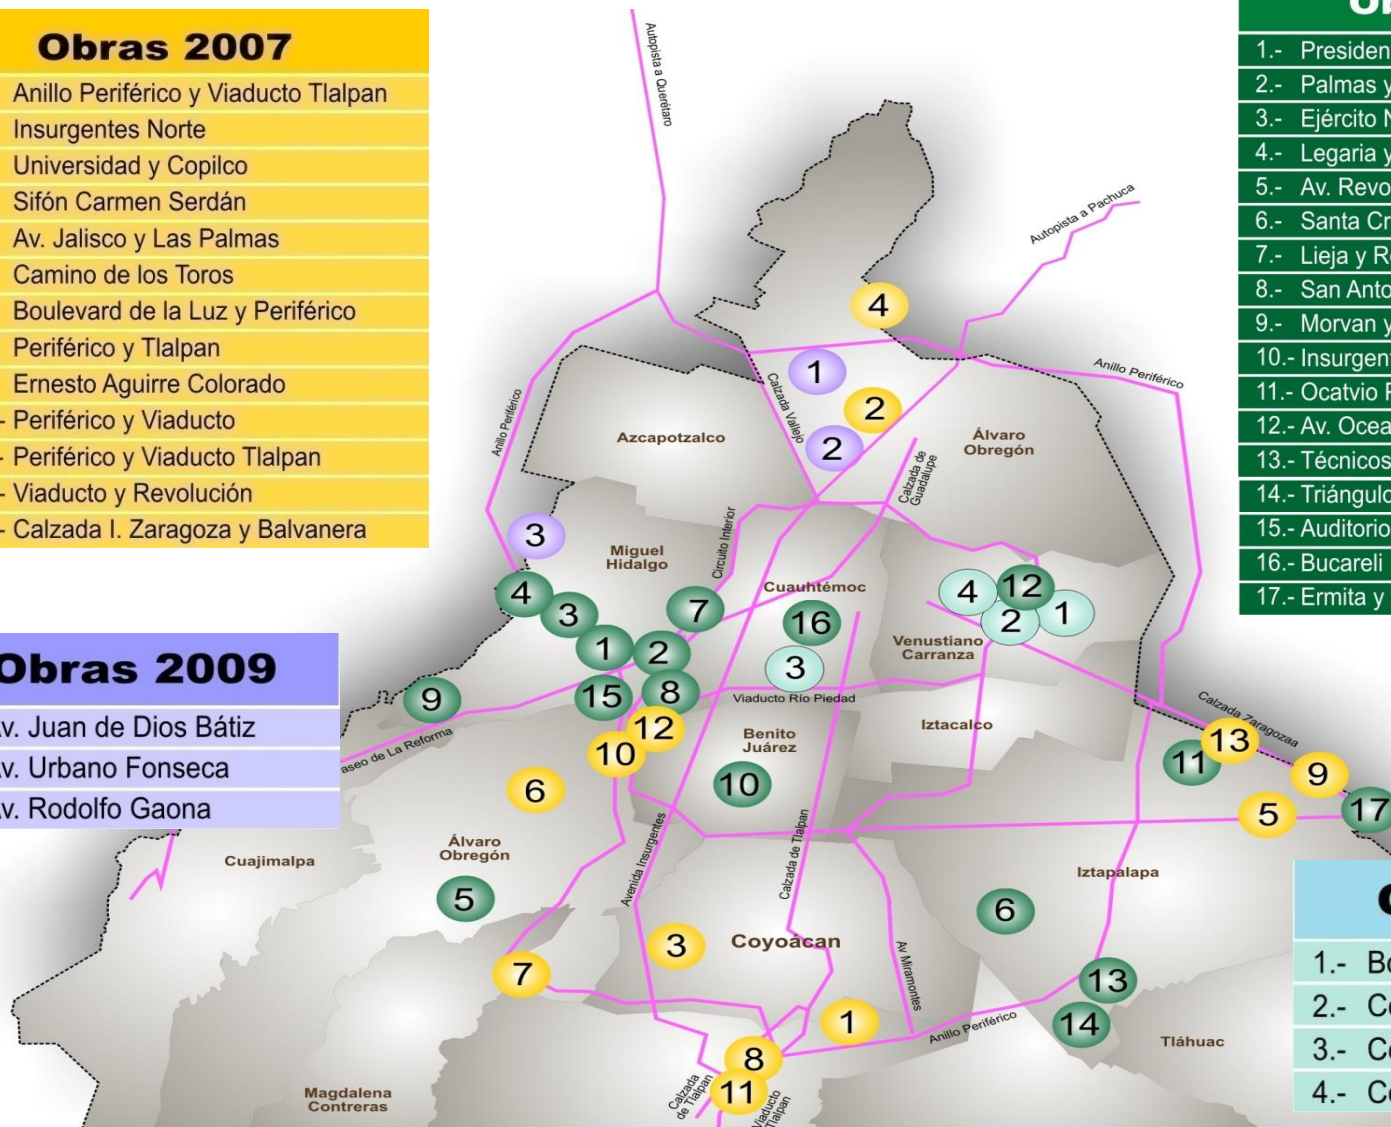 Obras 2007
Anillo Periférico y Viaducto Tlalpan
Insurgentes Norte
Universidad y Copilco
Sifón Carmen Serdán
Av. Jalisco y Las Palmas
Camino de los Toros
Boulevard de la Luz y Periférico
Periférico y Tlalpan
Ernesto Aguirre Colorado
- Periférico y Viaducto
- Periférico y Viaducto Tlalpan
- Viaducto y Revolución
- Calzada I. Zaragoza y Balvanera
Obras 2009
v. Juan de Dios Bátiz
v. Urbano Fonseca
v. Rodolfo Gaona
1.- Presiden
2.- Palmas y
3.- Ejército
4.- Legaria y
5.- Av. Revo
6.- Santa Cr
7.- Lieja y R
8.- San Anto
9.- Morvan y
10.- Insurgen
11.- Ocatvio
12.- Av. Ocea
13.- Técnicos
14.- Triángulo
15.- Auditorio
16.- Bucareli
17.- Ermita y
1.- Bo
2.- C
3.- C
4.- C
Autopista a Querétaro
Autopista a Pachuca
4
Anillo Periférico
1
Calzada Vallejo
2
2
Anillo Periférico
Azcapotzalco
Álvaro
Obregón
Calzada de
Guadalupe
3
Miguel
Hidalgo
Circuito Interior
Cuauhtémoc
4
12
1
2
4
3
7
16
1
2
Venustiano
Carranza
3
9
15
8
Viaducto Río Piedad
aseo de La Reforma
12
10
Benito
Juárez
Iztacalco
Calzada Zaragozaa
13
11
9
6
10
5
17
Cuajimalpa
Álvaro
Obregón
Avenida Insurgentes
Calzada de Tlalpan
Iztapalapa
5
6
3
Coyoácan
Av Miramontes
7
13
1
14
Anillo Periférico
Tláhuac
8
11
Calzada
de Tlalpan
Viaducto
Tlalpan
Magdalena
Contreras